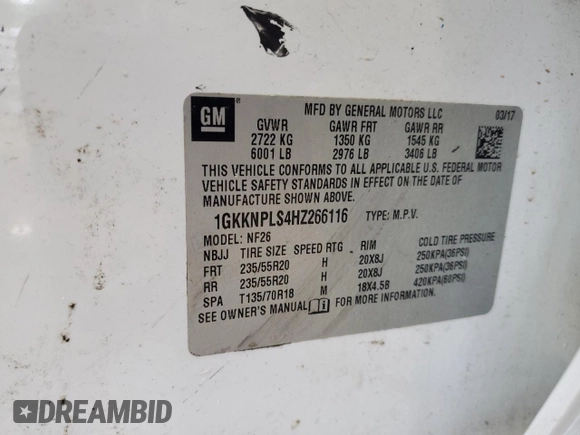 GM
MFD BY GENERAL MOTORS LLC 03/17
GVWR GAWR FRT GAWR RR
2722 KG 1350 KG 1545 KG
6001 LB 2976 LB 3406 LB
THIS VEHICLE CONFORMS TO ALL APPLICABLE U.S. FEDERAL MOTOR
VEHICLE SAFETY STANDARDS IN EFFECT ON THE DATE OF
MANUFACTURE SHOWN ABOVE.
1GKKNPLS4HZ266116 TYPE: M.P.V.
MODEL: NF26
NBJJ TIRE SIZE SPEED RTG RIM COLD TIRE PRESSURE
FRT 235/55R20 H 20X8J 250KPA(36PSI)
RR 235/55R20 H 20X8J 250KPA(36PSI)
SPA T135/70R18 M 18X4.5B 420KPA(60PSI)
SEE OWNER'S MANUAL FOR MORE INFORMATION.
DREAMBID